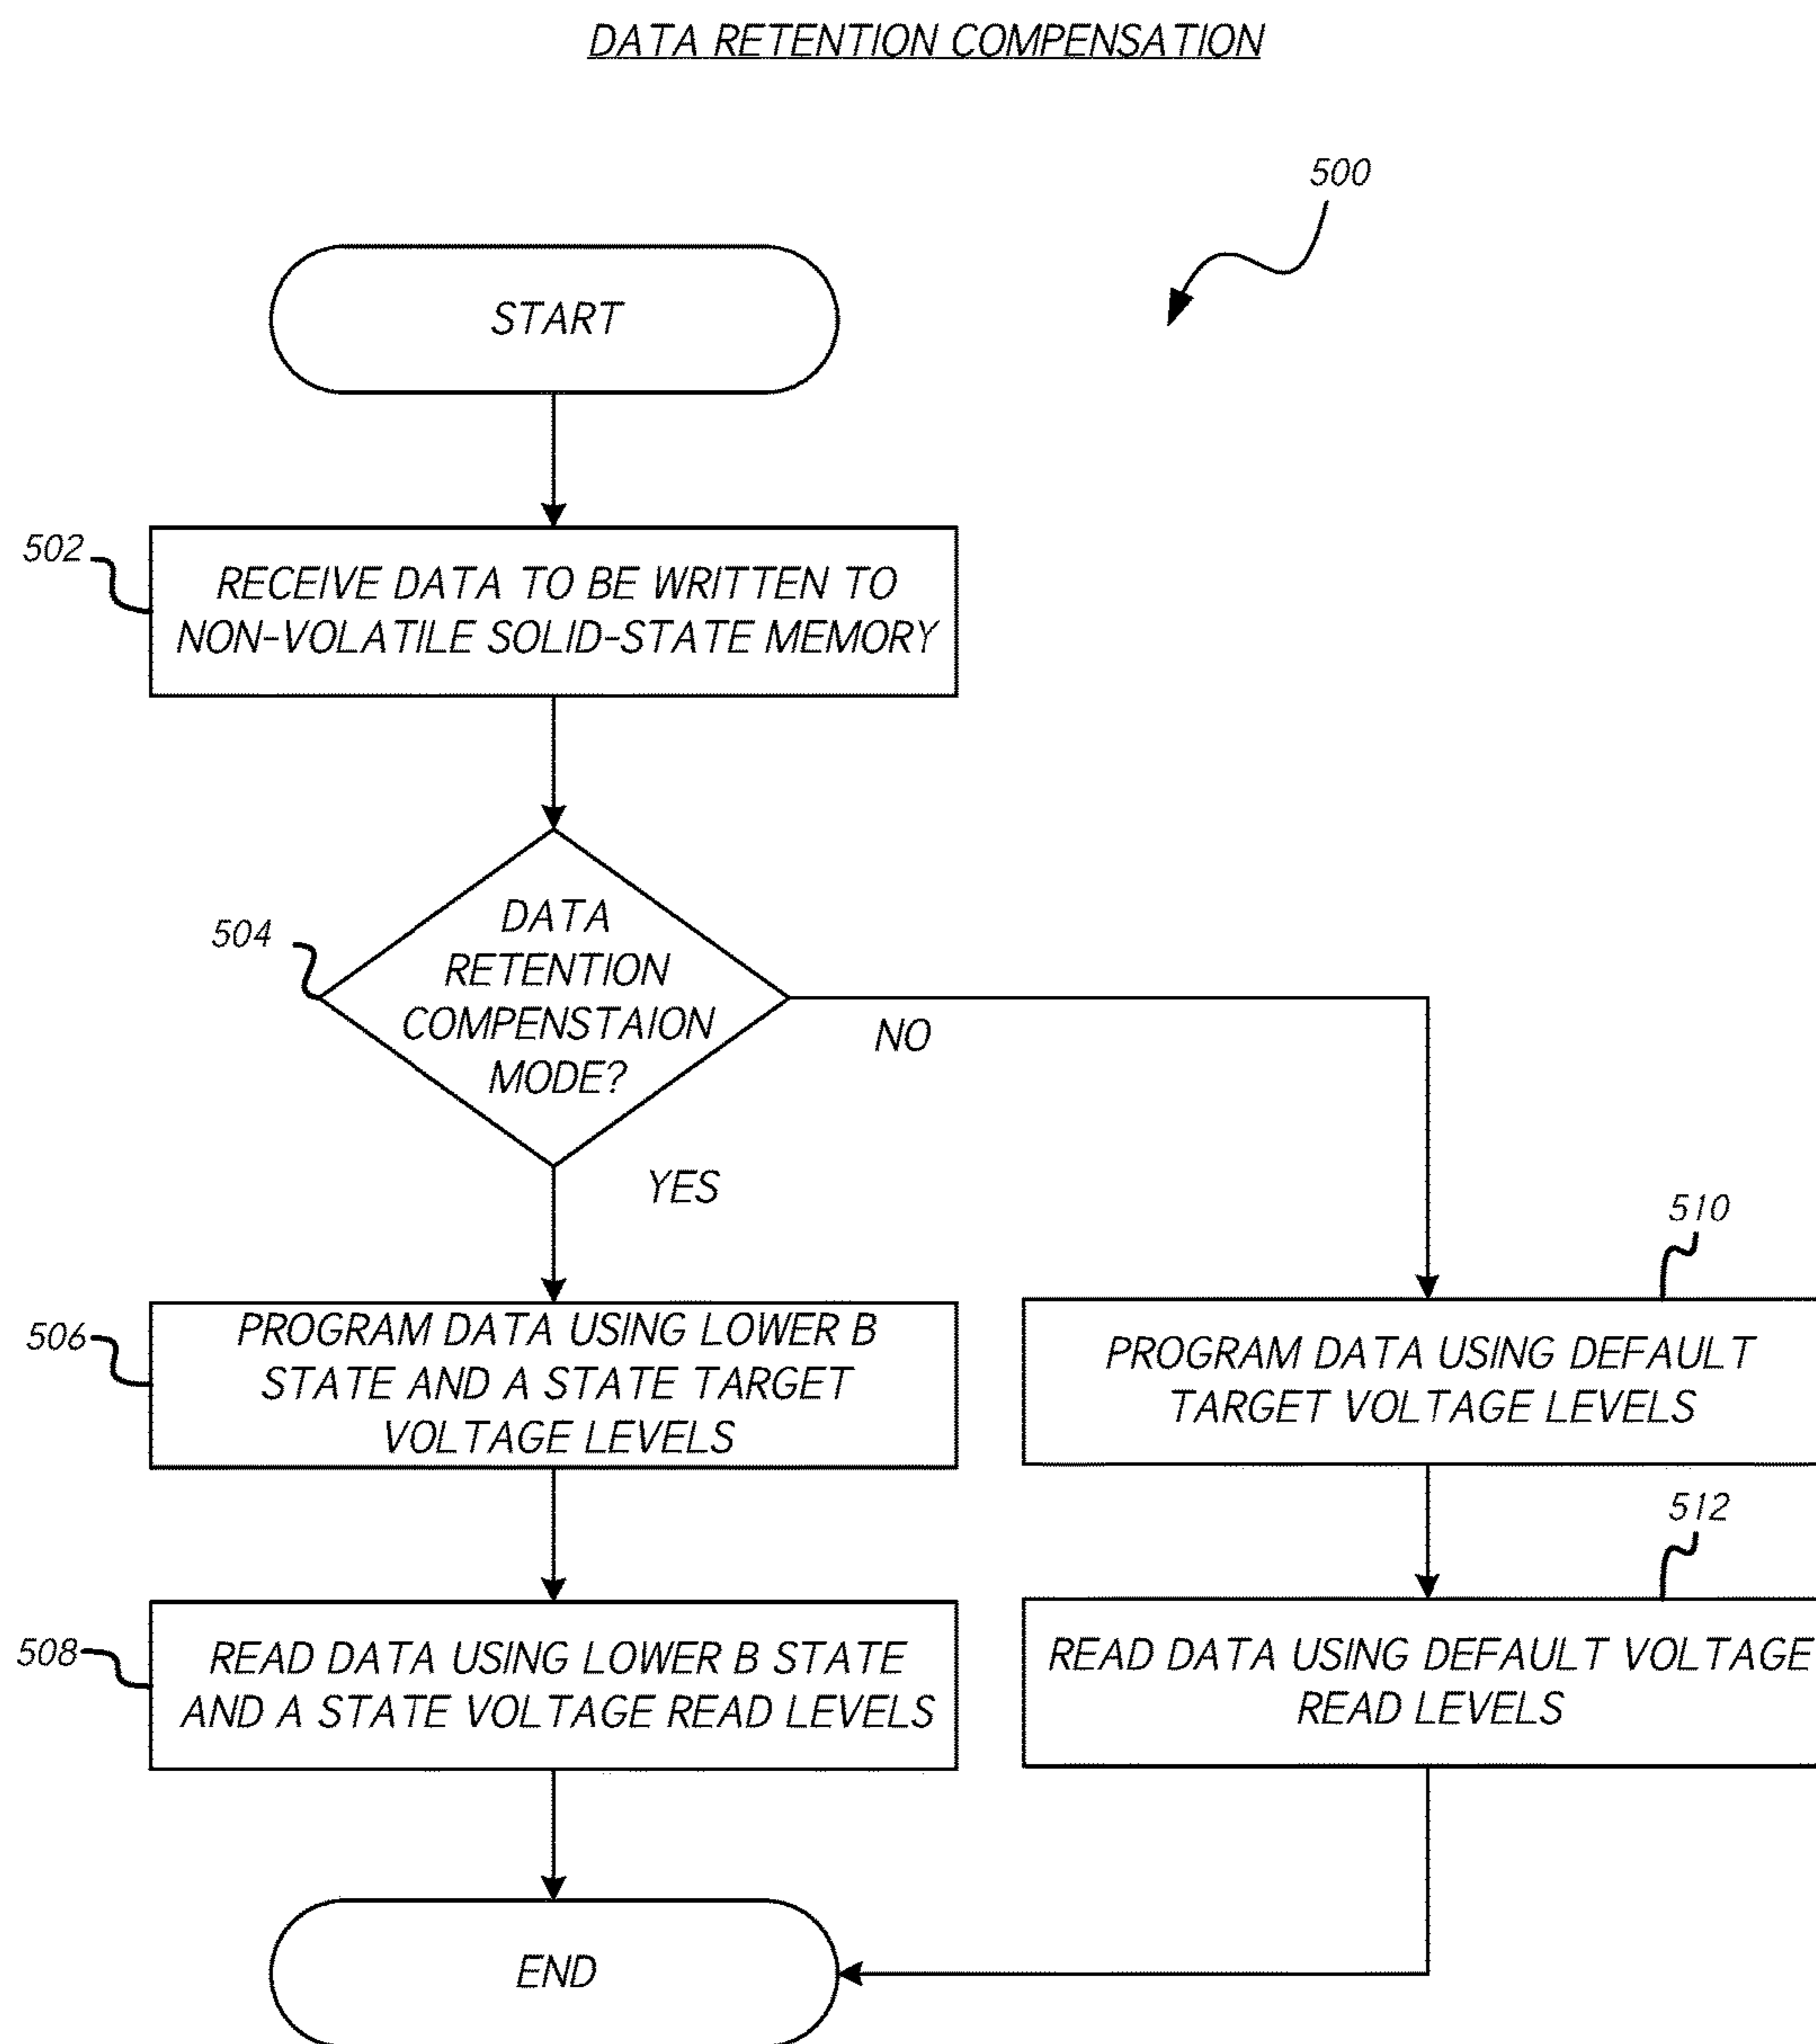 DATA RETENTION COMPENSATION
500
START
502
RECEIVE DATA TO BE WRITTEN TO
NON-VOLATILE SOLID-STATE MEMORY
504
DATA
RETENTION
COMPENSTAION
MODE?
NO
YES
506
PROGRAM DATA USING LOWER B
STATE AND A STATE TARGET
VOLTAGE LEVELS
510
PROGRAM DATA USING DEFAULT
TARGET VOLTAGE LEVELS
508
READ DATA USING LOWER B STATE
AND A STATE VOLTAGE READ LEVELS
512
READ DATA USING DEFAULT VOLTAGE
READ LEVELS
END